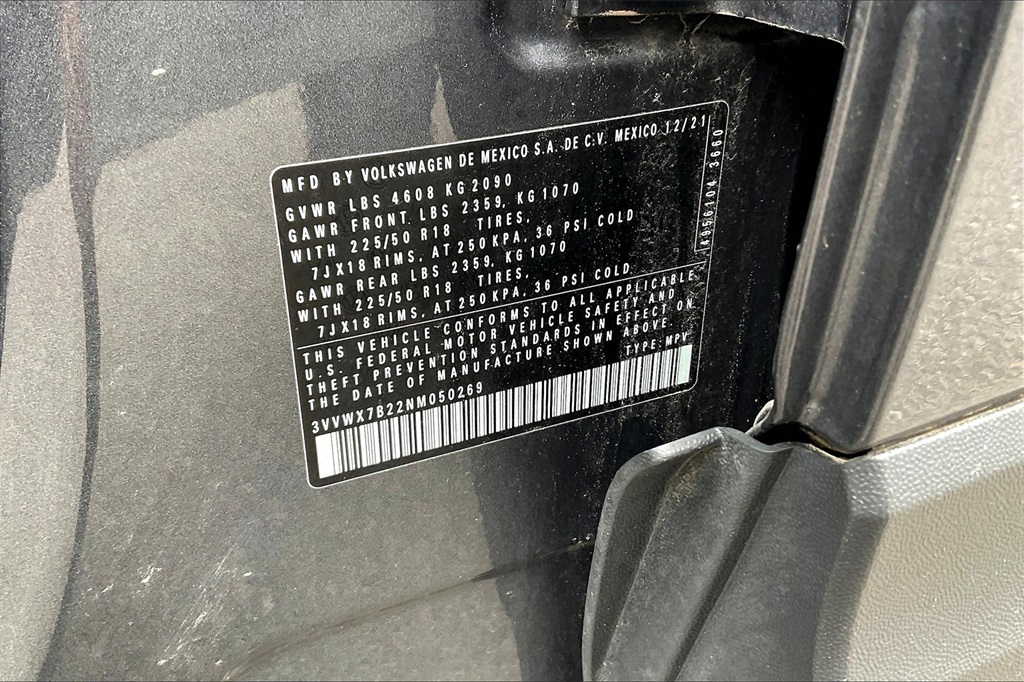 MFD BY VOLKSWAGEN DE MEXICO S.A. DE C.V. MEXICO 12/21
GVWR LBS 4608 KG 2090
GAWR FRONT. LBS 2359, KG 1070
WITH 225/50 R18 TIRES,
7JX18 RIMS, AT 250 KPA, 36 PSI COLD
GAWR REAR LBS 2359, KG 1070
WITH 225/50 R18 TIRES,
7JX18 RIMS, AT 250 KPA, 36 PSI COLD
THIS VEHICLE CONFORMS TO ALL APPLICABLE
U.S. FEDERAL MOTOR VEHICLE SAFETY AND
THEFT PREVENTION STANDARDS IN EFFECT ON
THE DATE OF MANUFACTURE SHOWN ABOVE.
TYPE: MPV
3VVWX7B22NM050269
4956104 3660